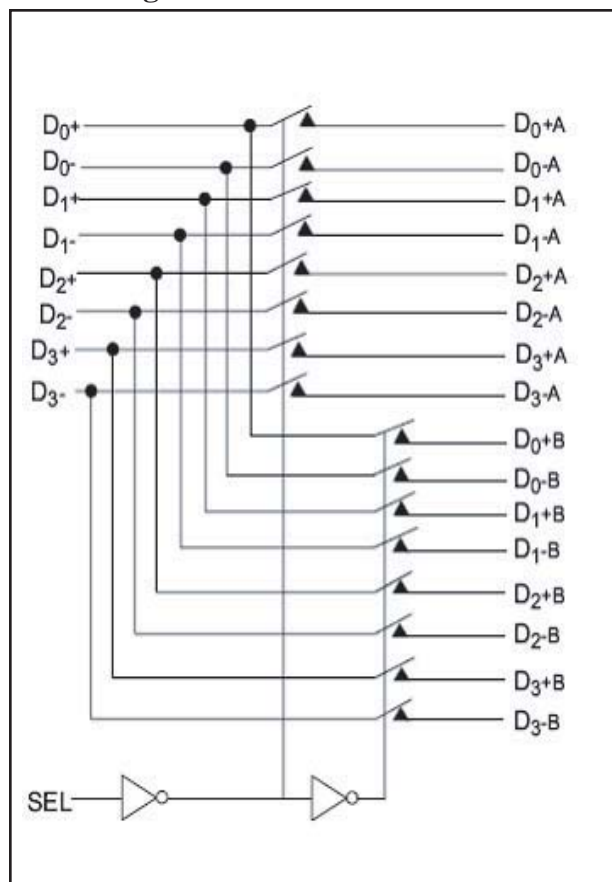 D0+ D0+A
D0- D0-A
D1+ D1+A
D1- D1-A
D2+ D2+A
D2- D2-A
D3+ D3+A
D3- D3-A
D0+B
D0-B
D1+B
D1-B
D2+B
D2-B
D3+B
D3-B
SEL